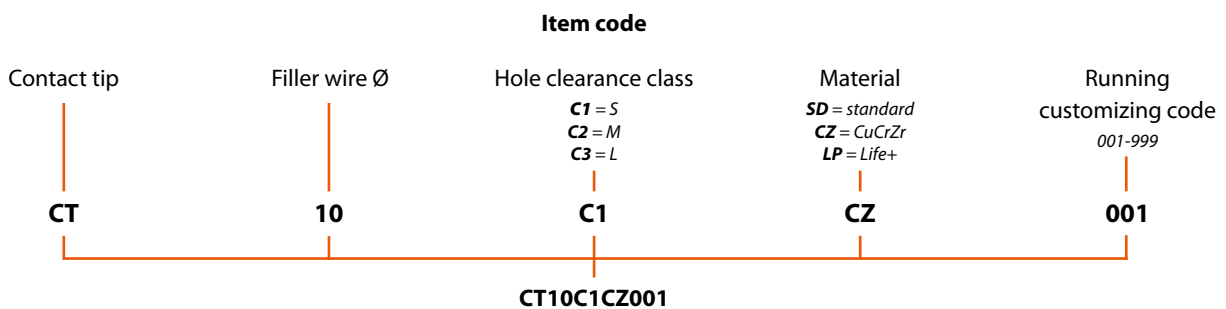 Item code
Contact tip
Filler wire Ø
Hole clearance class
C1 = S
C2 = M
C3 = L
Material
SD = standard
CZ = CuCrZr
LP = Life+
Running
customizing code
001-999
CT
10
C1
CZ
001
CT10C1CZ001